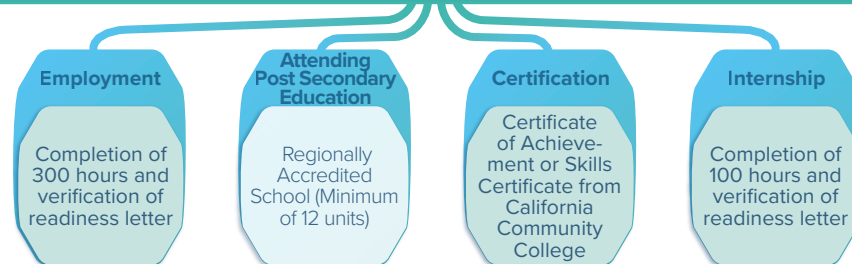 Employment
Completion of
300 hours and
verification of
readiness letter
Attending
Post Secondary
Education
Regionally
Accredited
School (Minimum
of 12 units)
Certification
Certificate
of Achieve-
ment or Skills
Certificate from
California
Community
College
Internship
Completion of
100 hours and
verification of
readiness letter